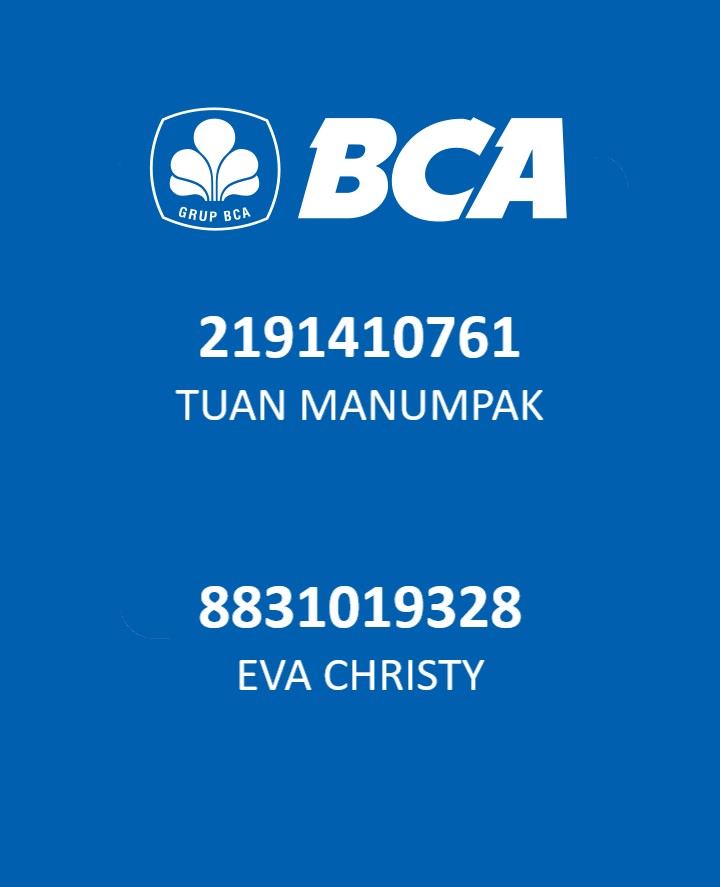 GRUP BCA
BCA
2191410761
TUAN MANUMPAK
8831019328
EVA CHRISTY